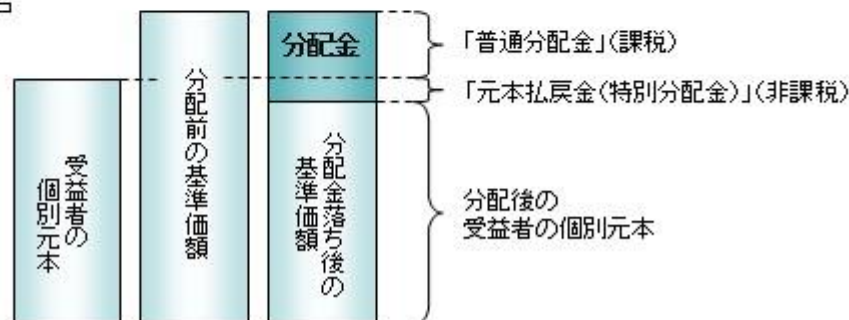 受益者の
個別元本
分配前の基準価額
分配金
分配金落ち後の
基準価額
「普通分配金」(課税)
「元本払戻金(特別分配金)」(非課税)
分配後の
受益者の個別元本